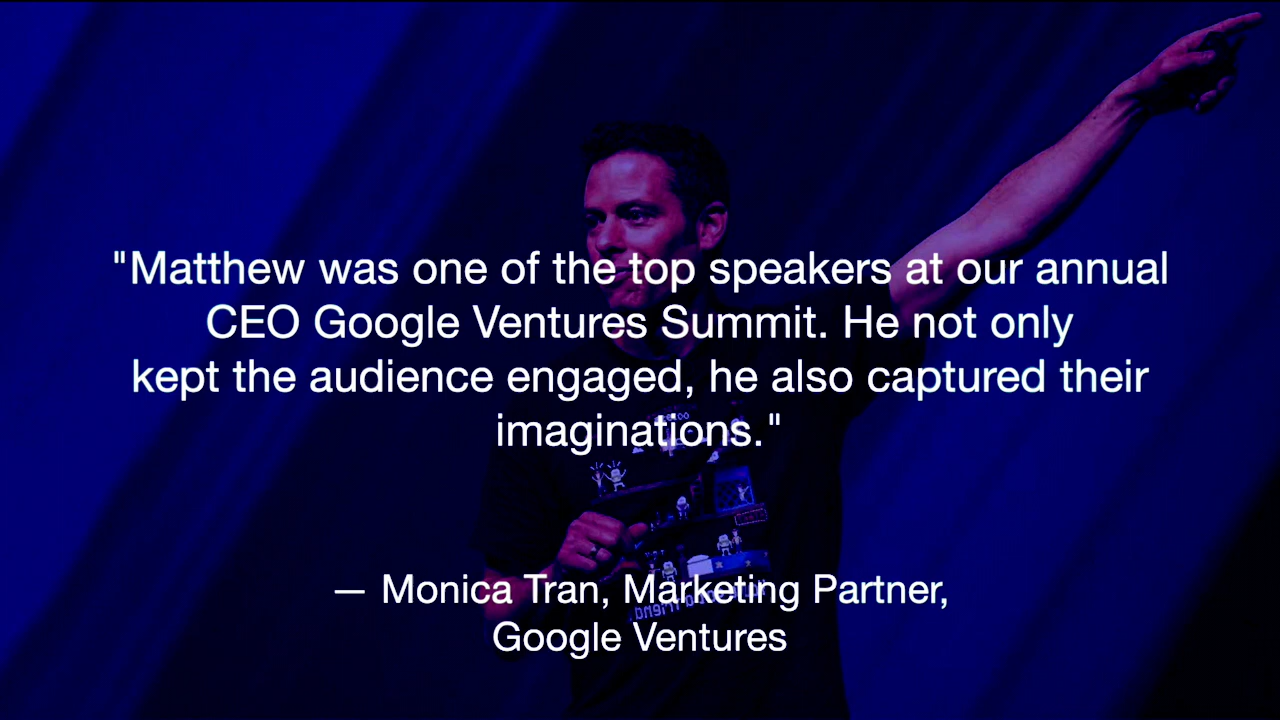 "Matthew was one of the top speakers at our annual
CEO Google Ventures Summit. He not only
kept the audience engaged, he also captured their
imaginations."
— Monica Tran, Marketing Partner,
Google Ventures